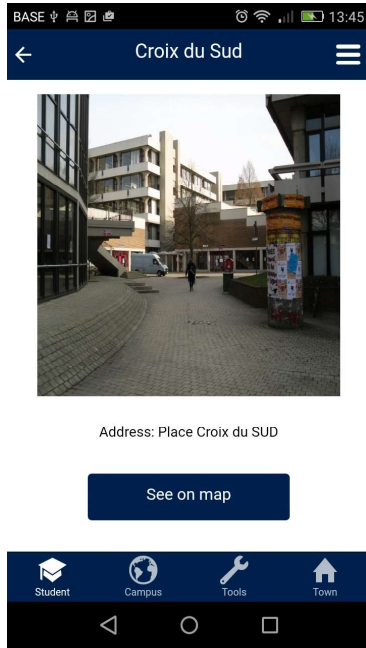 BASE 13:45
Croix du Sud
Address: Place Croix du SUD
See on map
Student Campus Tools Town